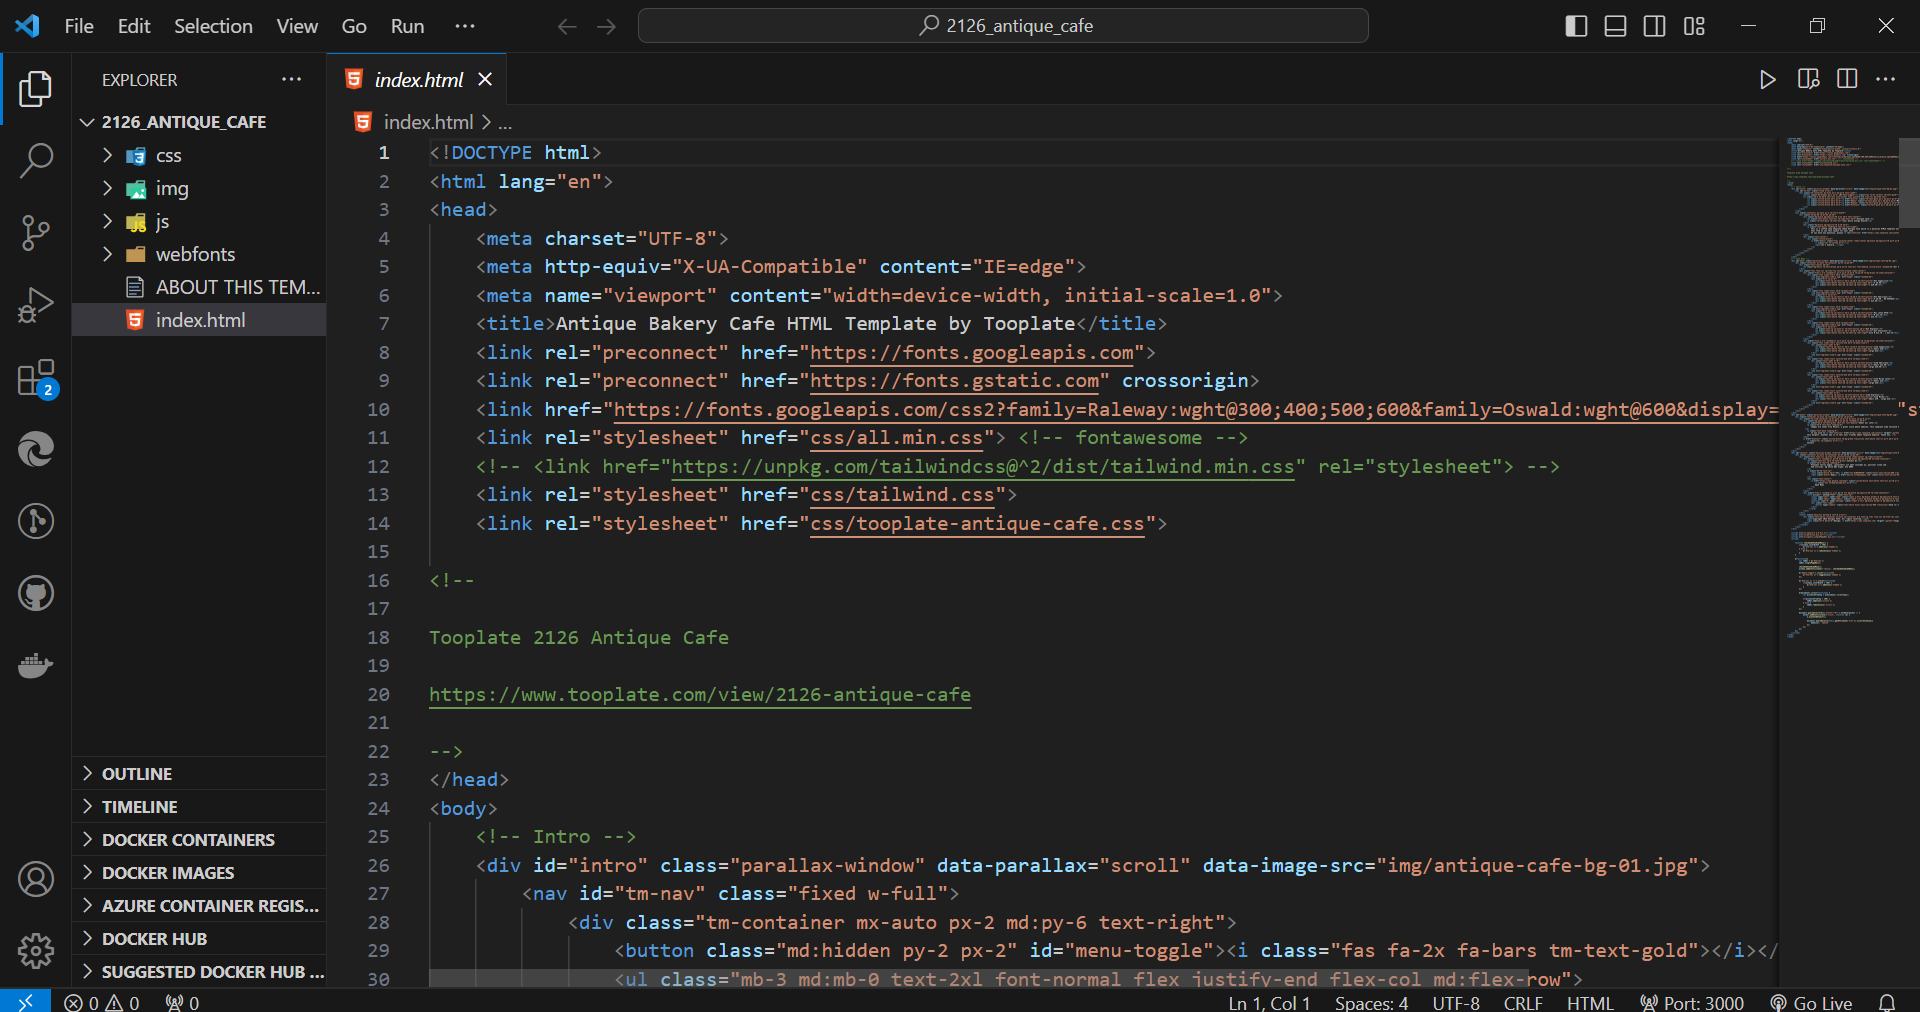 File Edit Selection View Go Run ···
2126_antique_cafe
EXPLORER
2126_ANTIQUE_CAFE
css
img
js
webfonts
ABOUT THIS TEM...
index.html
OUTLINE
TIMELINE
DOCKER CONTAINERS
DOCKER IMAGES
AZURE CONTAINER REGIS...
DOCKER HUB
SUGGESTED DOCKER HUB ...
2
index.html
index.html > ...
1 <!DOCTYPE html>
2 <html lang="en">
3 <head>
4 <meta charset="UTF-8">
5 <meta http-equiv="X-UA-Compatible" content="IE=edge">
6 <meta name="viewport" content="width=device-width, initial-scale=1.0">
7 <title>Antique Bakery Cafe HTML Template by Tooplate</title>
8 <link rel="preconnect" href="https://fonts.googleapis.com">
9 <link rel="preconnect" href="https://fonts.gstatic.com" crossorigin>
10 <link href="https://fonts.googleapis.com/css2?family=Raleway:wght@300;400;500;600&family=Oswald:wght@600&display=
11 <link rel="stylesheet" href="css/all.min.css"> <!-- fontawesome -->
12 <!-- <link href="https://unpkg.com/tailwindcss@^2/dist/tailwind.min.css" rel="stylesheet"> -->
13 <link rel="stylesheet" href="css/tailwind.css">
14 <link rel="stylesheet" href="css/tooplate-antique-cafe.css">
15
16 <!--
17
18 Tooplate 2126 Antique Cafe
19
20 https://www.tooplate.com/view/2126-antique-cafe
21
22 -->
23 </head>
24 <body>
25 <!-- Intro -->
26 <div id="intro" class="parallax-window" data-parallax="scroll" data-image-src="img/antique-cafe-bg-01.jpg">
27 <nav id="tm-nav" class="fixed w-full">
28 <div class="tm-container mx-auto px-2 md:py-6 text-right">
29 <button class="md:hidden py-2 px-2" id="menu-toggle"><i class="fas fa-2x fa-bars tm-text-gold"></i></
30 <ul class="mb-3 md:mb-0 text-2xl font-normal flex justify-end flex-col md:flex-row">
0 0 0 Ln 1, Col 1 Spaces: 4 UTF-8 CRLF HTML Port: 3000 Go Live